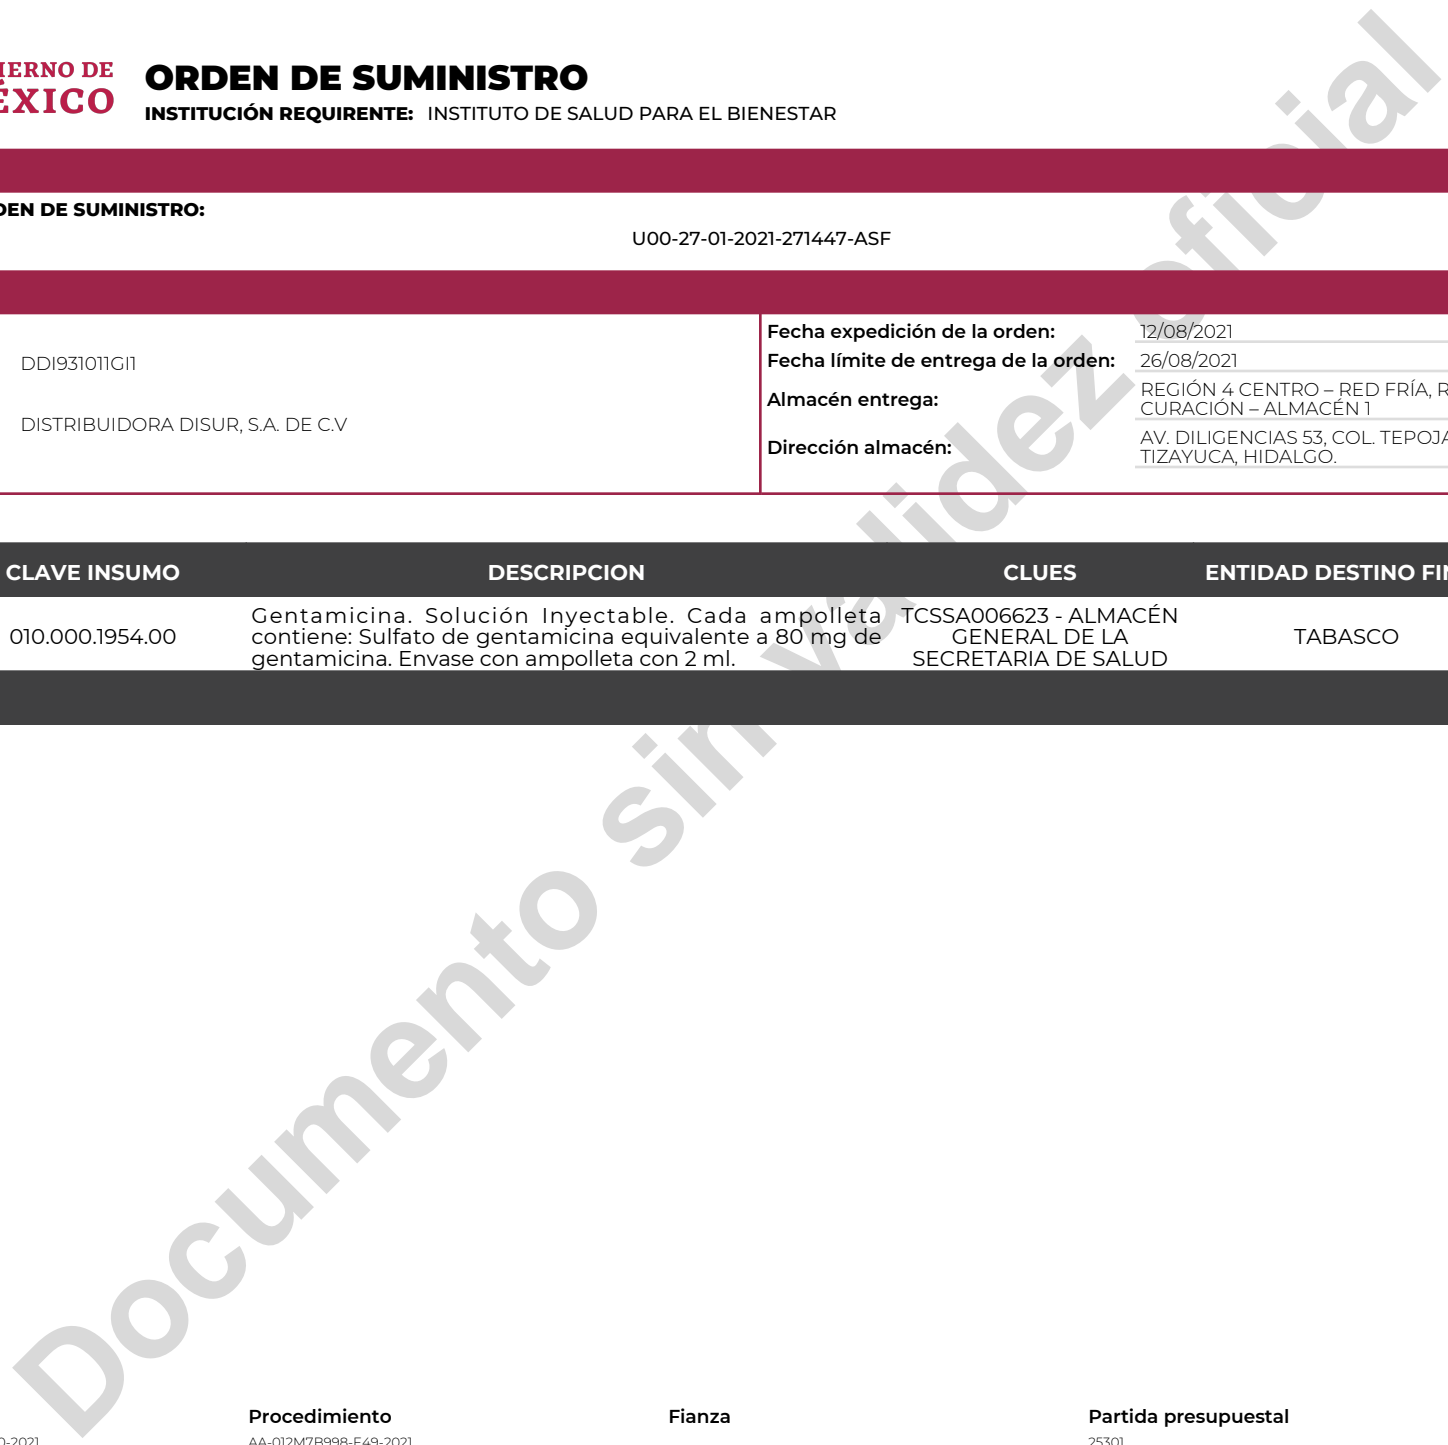 IERNO DE
ÉXICO
ORDEN DE SUMINISTRO
INSTITUCIÓN REQUIRENTE: INSTITUTO DE SALUD PARA EL BIENESTAR
DEN DE SUMINISTRO:
U00-27-01-2021-271447-ASF
DDI931011GI1
DISTRIBUIDORA DISUR, S.A. DE C.V
Fecha expedición de la orden: 12/08/2021
Fecha límite de entrega de la orden: 26/08/2021
Almacén entrega: REGIÓN 4 CENTRO – RED FRÍA, R
CURACIÓN – ALMACÉN 1
Dirección almacén: AV. DILIGENCIAS 53, COL. TEPOJA
TIZAYUCA, HIDALGO.
CLAVE INSUMO DESCRIPCION CLUES ENTIDAD DESTINO FIN
010.000.1954.00
Gentamicina. Solución Inyectable. Cada ampolleta
contiene: Sulfato de gentamicina equivalente a 80 mg de
gentamicina. Envase con ampolleta con 2 ml.
TCSSA006623 - ALMACÉN
GENERAL DE LA
SECRETARIA DE SALUD
TABASCO
Documento sin validez oficial
Procedimiento Fianza Partida presupuestal
0-2021 AA-012M7B998-E49-2021 25301